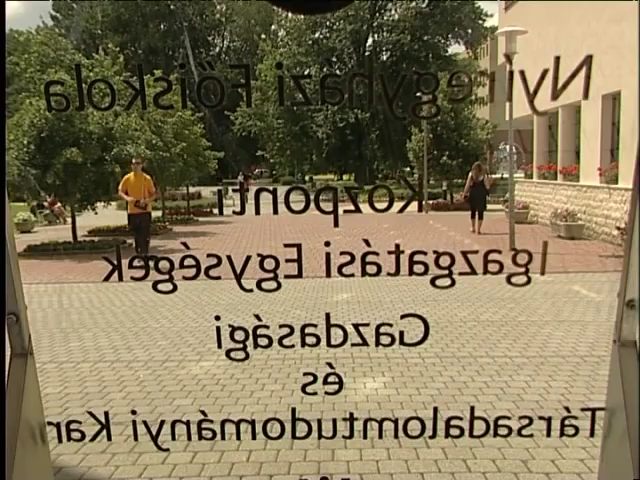 Nyíregyházi Főiskola
Központi
Igazgatási Egységek
Gazdasági
és
Társadalomtudományi Kar